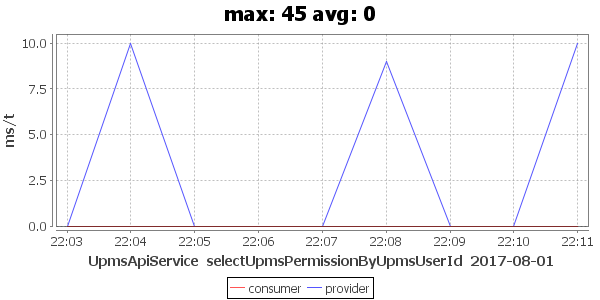 max: 45 avg: 0
ms/t
10.0
7.5
5.0
2.5
0.0
22:03 22:04 22:05 22:06 22:07 22:08 22:09 22:10 22:11
UpmsApiService selectUpmsPermissionByUpmsUserId 2017-08-01
consumer provider